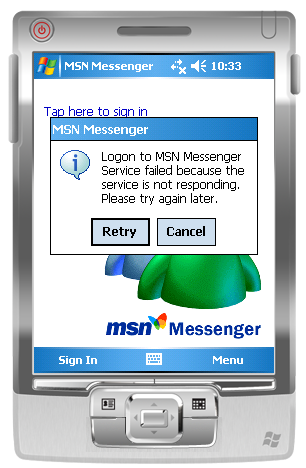 MSN Messenger 10:33
Tap here to sign in
MSN Messenger
Logon to MSN Messenger
Service failed because the
service is not responding.
Please try again later.
Retry Cancel
msn Messenger
Sign In Menu